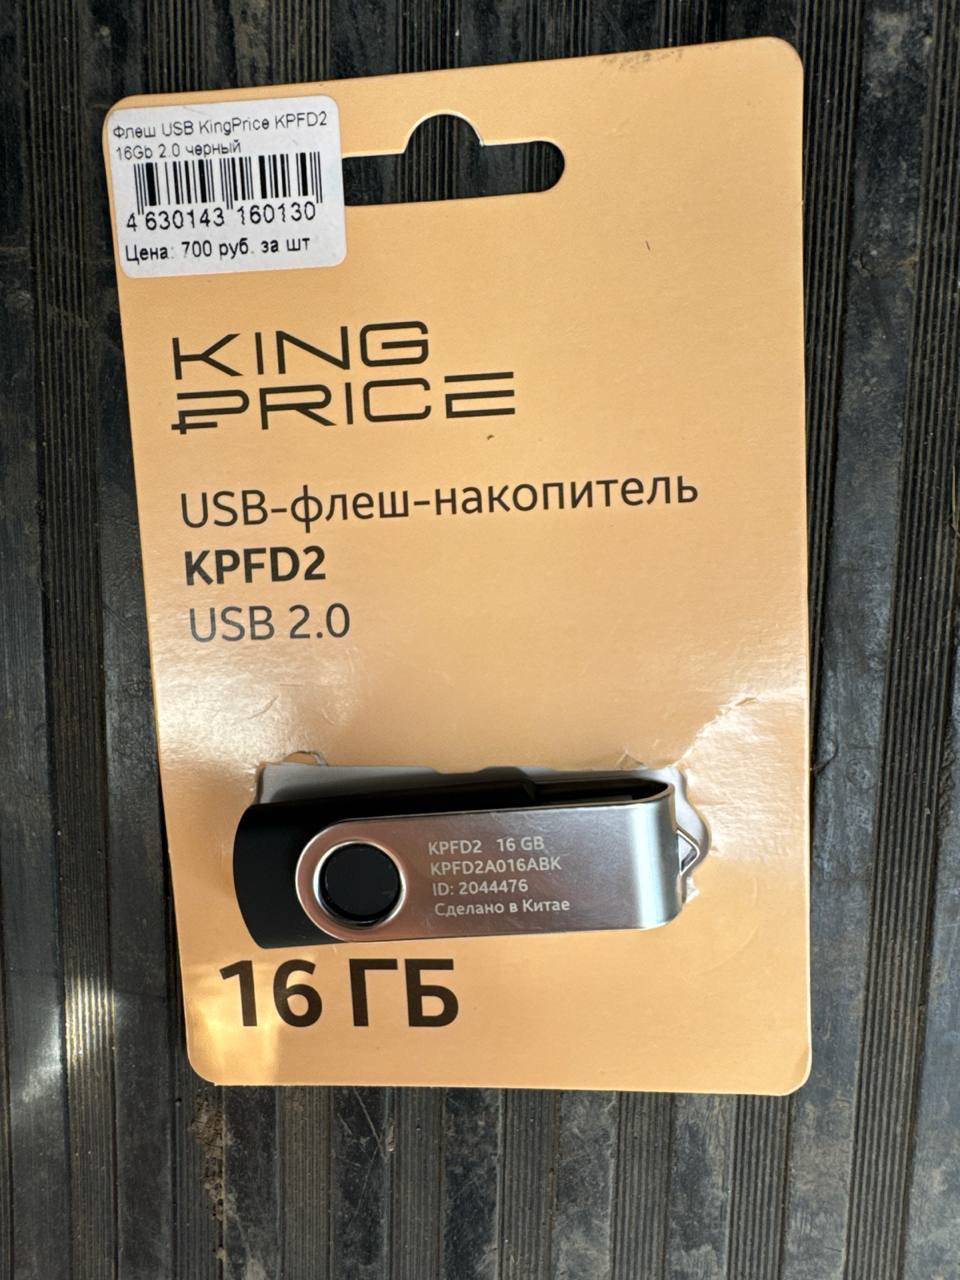 Флеш USB KingPrice KPFD2
16Gb 2.0 черный
4 630143 160130
Цена: 700 руб. за шт
KING
PRICE
USB-флеш-накопитель
KPFD2
USB 2.0
KPFD2 16 GB
KPFD2A016ABK
ID: 2044476
Сделано в Китае
16 ГБ